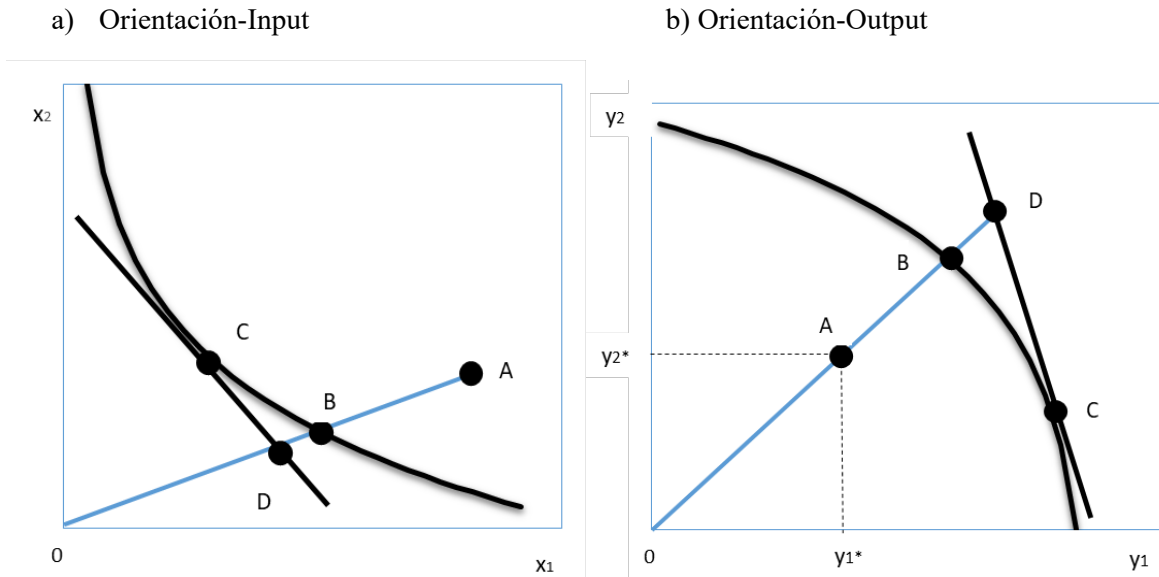 a) Orientación-Input
b) Orientación-Output
x2
C
A
B
D
0
x1
y2
D
B
A
y2*
C
0
y1*
y1